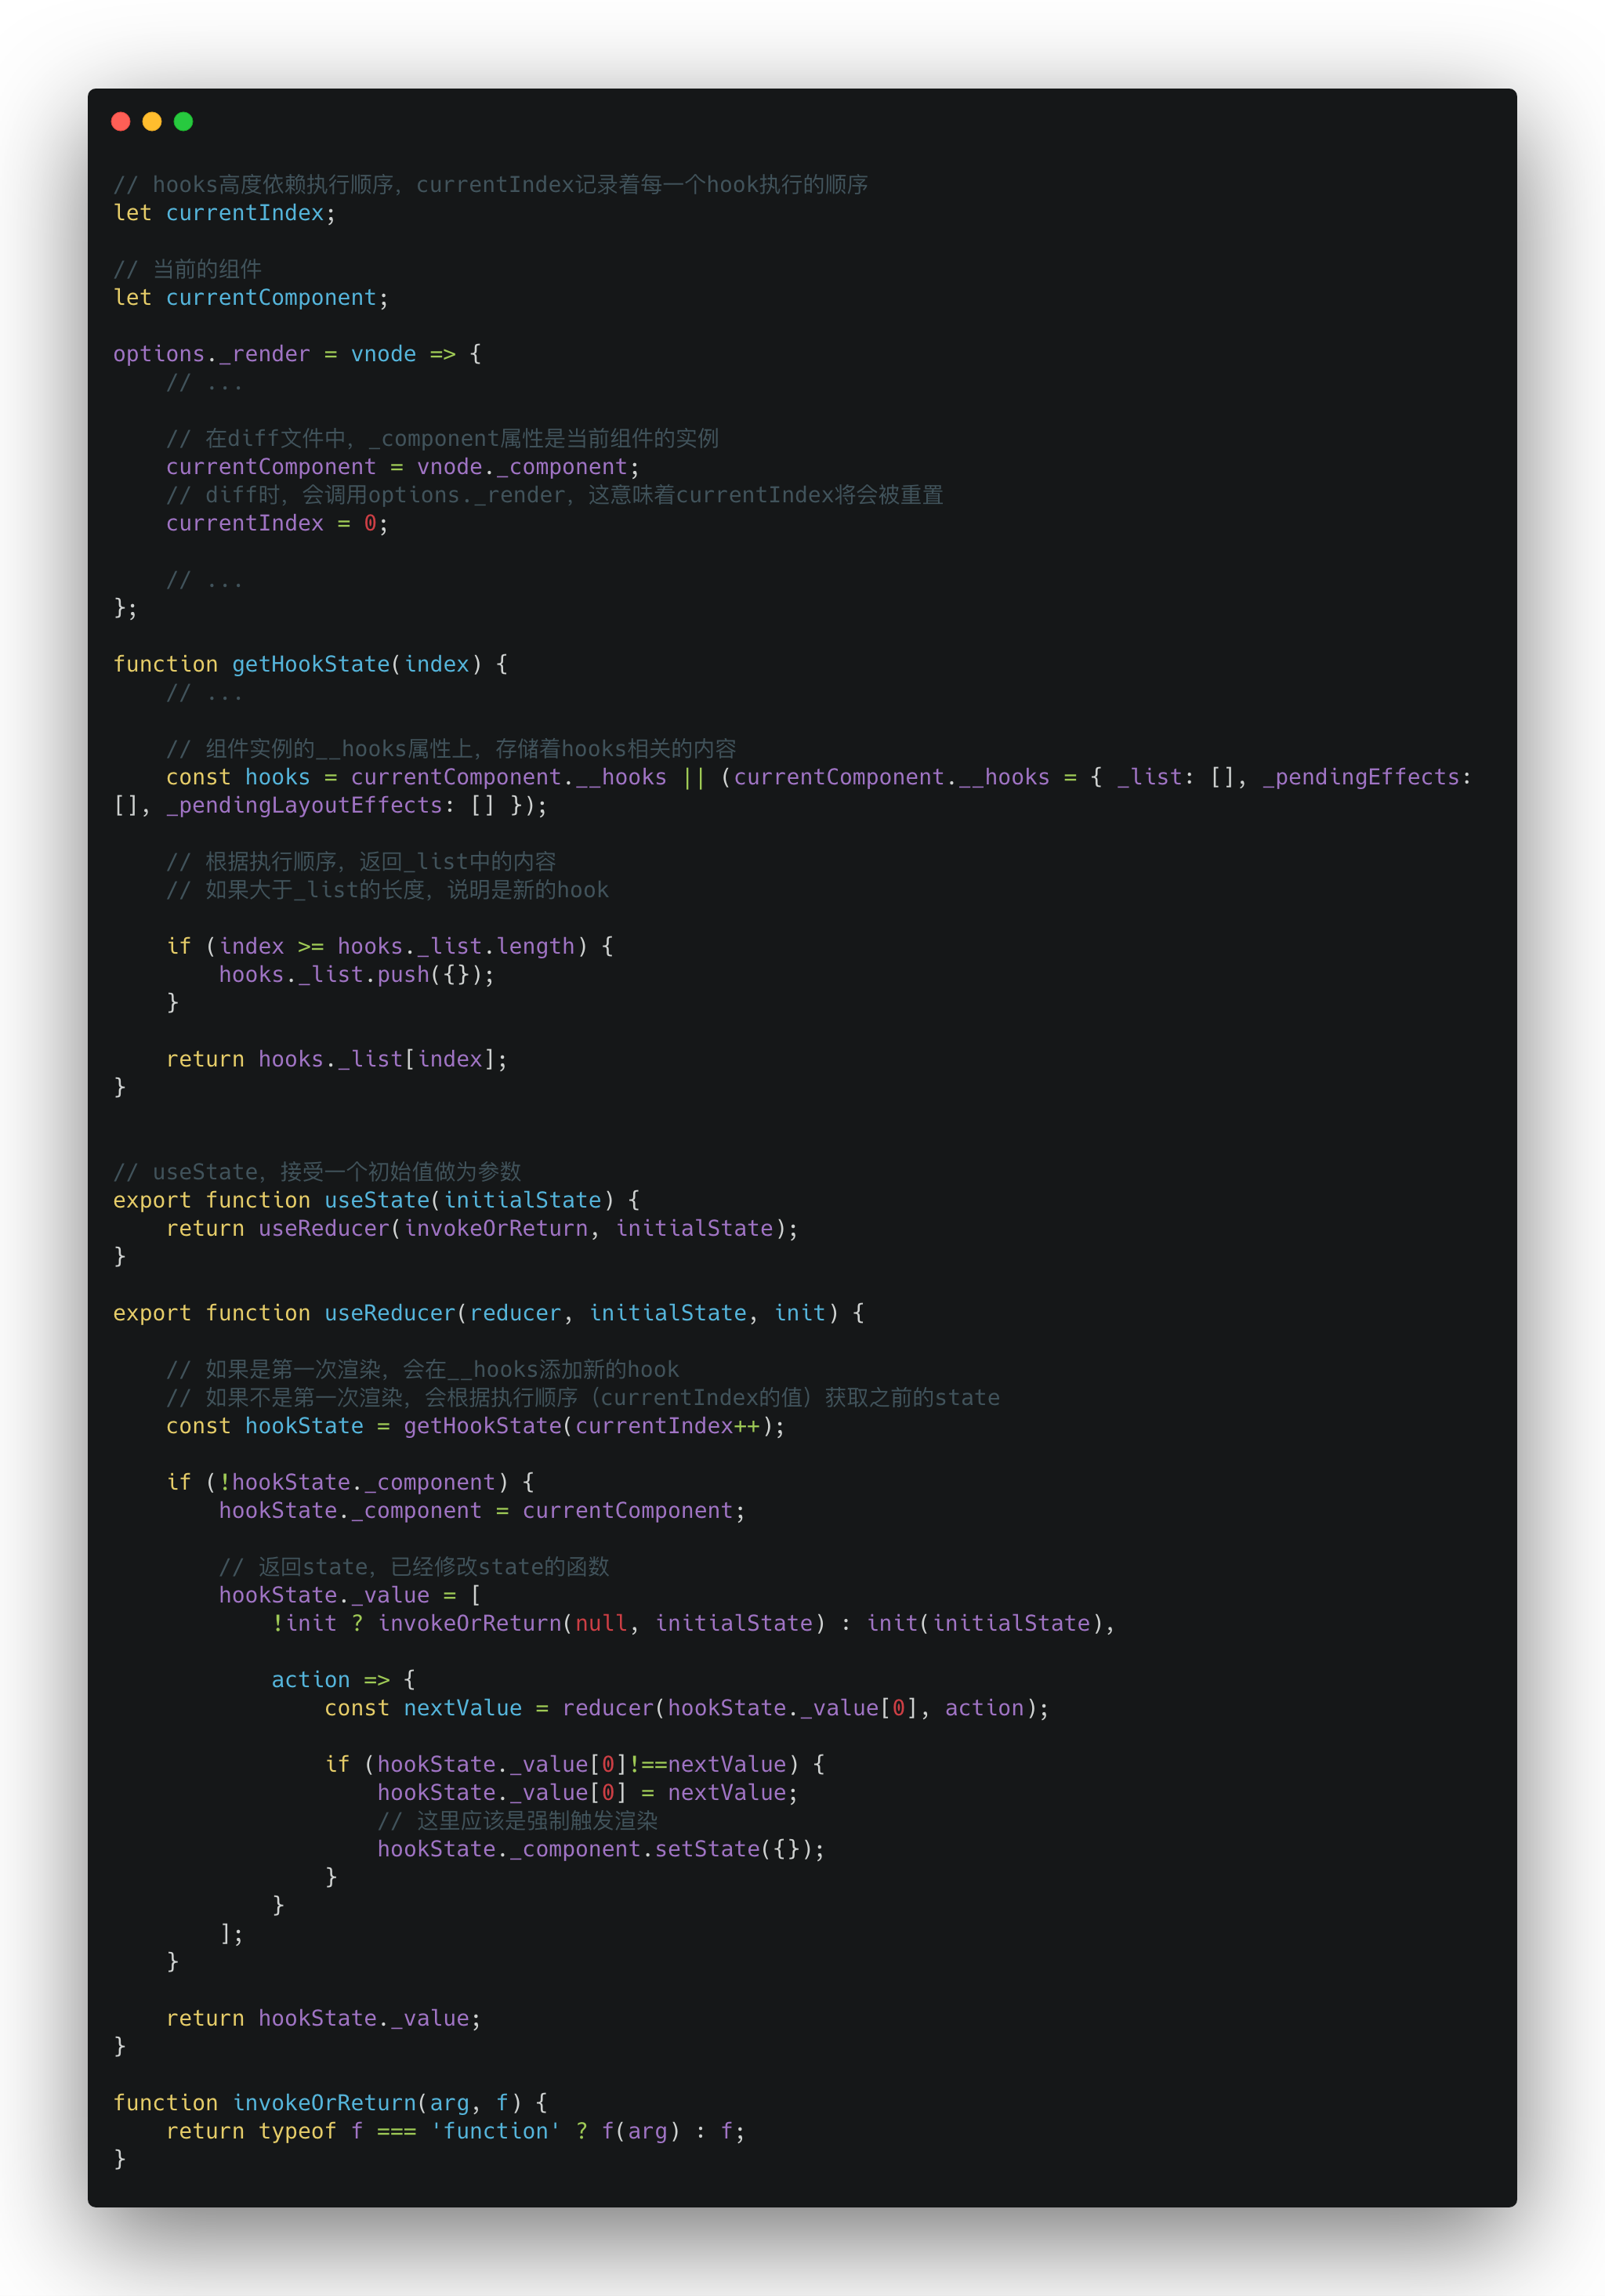 // hooks高度依赖执行顺序，currentIndex记录着每一个hook执行的顺序
let currentIndex;
// 当前的组件
let currentComponent;
options._render = vnode => {
// ...
// 在diff文件中，_component属性是当前组件的实例
currentComponent = vnode._component;
// diff时，会调用options._render，这意味着currentIndex将会被重置
currentIndex = 0;
// ...
};
function getHookState(index) {
// ...
// 组件实例的__hooks属性上，存储着hooks相关的内容
const hooks = currentComponent.__hooks || (currentComponent.__hooks = { _list: [], _pendingEffects:
[], _pendingLayoutEffects: [] });
// 根据执行顺序，返回_list中的内容
// 如果大于_list的长度，说明是新的hook
if (index >= hooks._list.length) {
hooks._list.push({});
}
return hooks._list[index];
}
// useState，接受一个初始值做为参数
export function useState(initialState) {
return useReducer(invokeOrReturn, initialState);
}
export function useReducer(reducer, initialState, init) {
// 如果是第一次渲染，会在__hooks添加新的hook
// 如果不是第一次渲染，会根据执行顺序（currentIndex的值）获取之前的state
const hookState = getHookState(currentIndex++);
if (!hookState._component) {
hookState._component = currentComponent;
// 返回state，已经修改state的函数
hookState._value = [
!init ? invokeOrReturn(null, initialState) : init(initialState),
action => {
const nextValue = reducer(hookState._value[0], action);
if (hookState._value[0]!==nextValue) {
hookState._value[0] = nextValue;
// 这里应该是强制触发渲染
hookState._component.setState({});
}
}
];
}
return hookState._value;
}
function invokeOrReturn(arg, f) {
return typeof f === 'function' ? f(arg) : f;
}